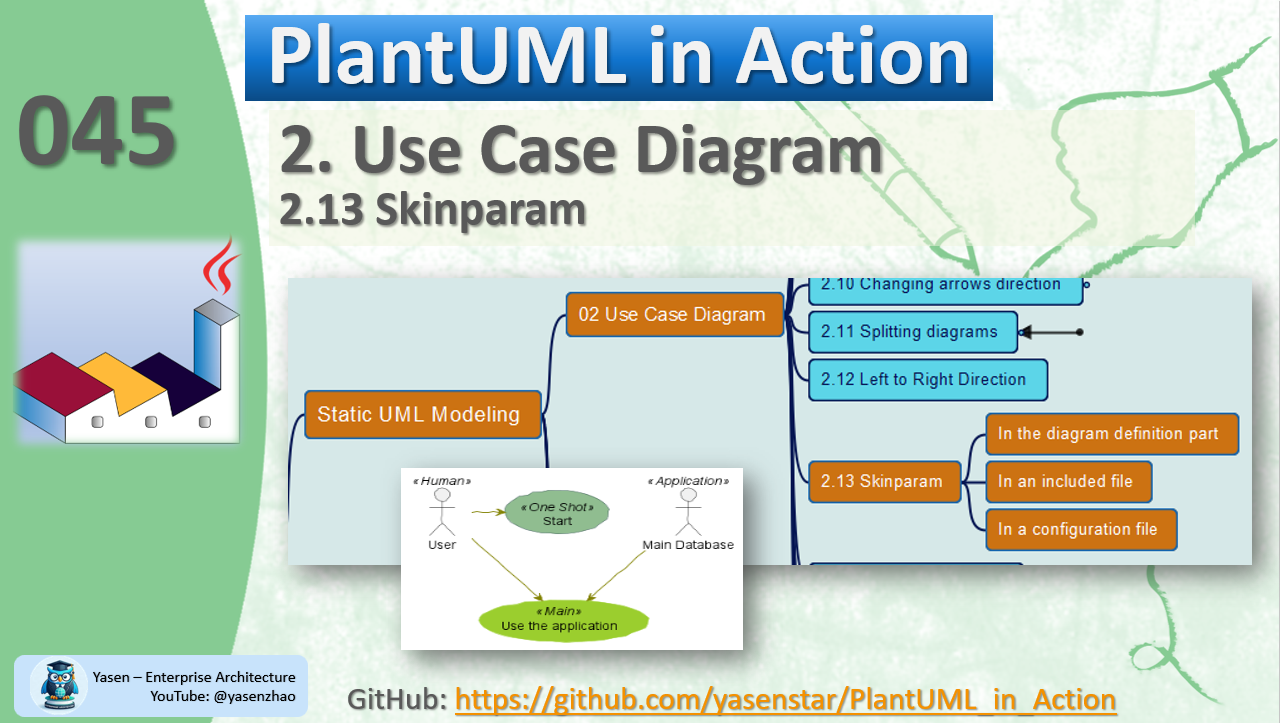 PlantUML in Action
045
2. Use Case Diagram
2.13 Skinparam
2.10 Changing arrows direction
02 Use Case Diagram
2.11 Splitting diagrams
2.12 Left to Right Direction
Static UML Modeling
In the diagram definition part
2.13 Skinparam
In an included file
In a configuration file
«Human»
«Application»
«One Shot»
Start
User
Main Database
«Main»
Use the application
Yasen – Enterprise Architecture
YouTube: @yasenzhao
GitHub: https://github.com/yasenstar/PlantUML_in_Action